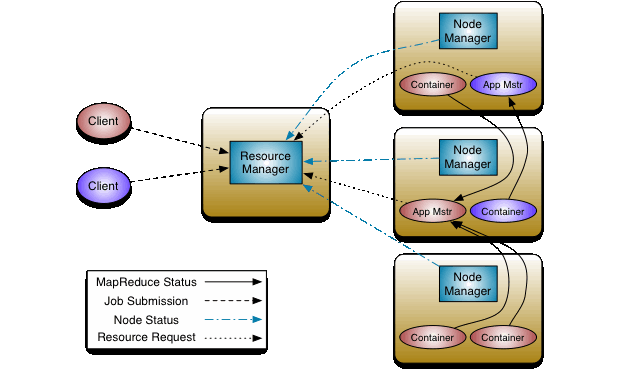 Node
Manager
Container
App Mstr
Client
Resource
Manager
Client
Node
Manager
App Mstr
Container
Node
Manager
Container
Container
MapReduce Status
Job Submission
Node Status
Resource Request